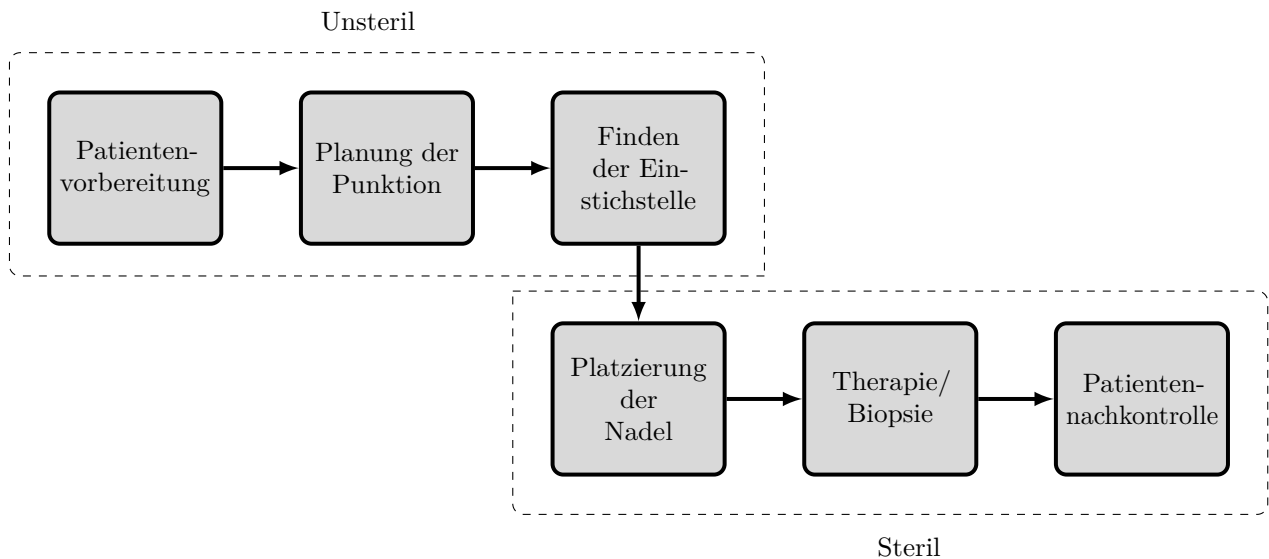 Unsteril
Patienten-
vorbereitung
Planung der
Punktion
Finden
der Ein-
stichstelle
Platzierung
der
Nadel
Therapie/
Biopsie
Patienten-
nachkontrolle
Steril